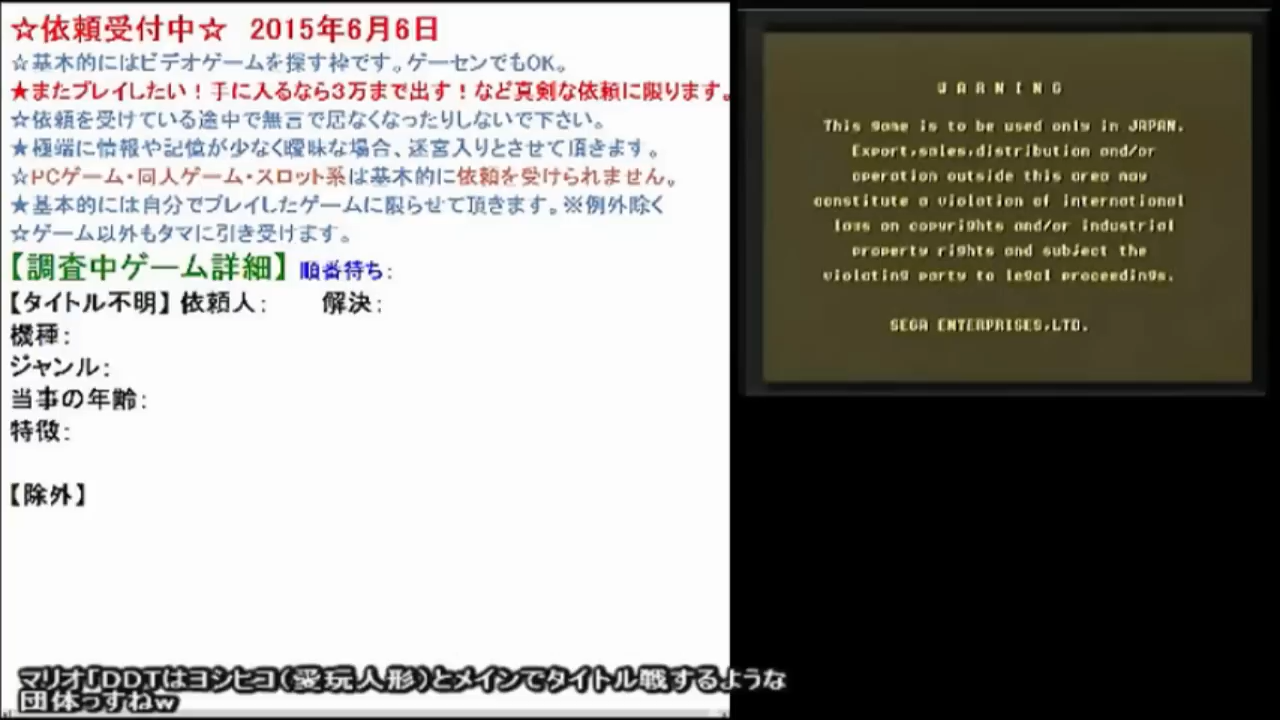 ☆依頼受付中☆ 2015年6月6日
☆基本的にはビデオゲームを探す枠です。ゲーセンでもOK。
★またプレイしたい！手に入るなら3万まで出す！など真剣な依頼に限ります。
☆依頼を受けている途中で無言で居なくなったりしないで下さい。
★極端に情報や記憶が少なく曖昧な場合、迷宮入りとさせて頂きます。
☆PCゲーム・同人ゲーム・スロット系は基本的に依頼を受けられません。
★基本的には自分でプレイしたゲームに限らせて頂きます。※例外除く
☆ゲーム以外もタマに引き受けます。
【調査中ゲーム詳細】順番待ち:
【タイトル不明】依頼人: 解決:
機種:
ジャンル:
当事の年齢:
特徴:
【除外】
マリオ「DDTはヨシヒコ(愛玩人形)とメインでタイトル戦するような
団体っすねw
WARNING
This game is to be used only in JAPAN.
Export,sales,distribution and/or
operation outside this area may
constitute a violation of international
laws on copyrights and/or industrial
property rights and subject the
violating party to legal proceedings.
SEGA ENTERPRISES,LTD.